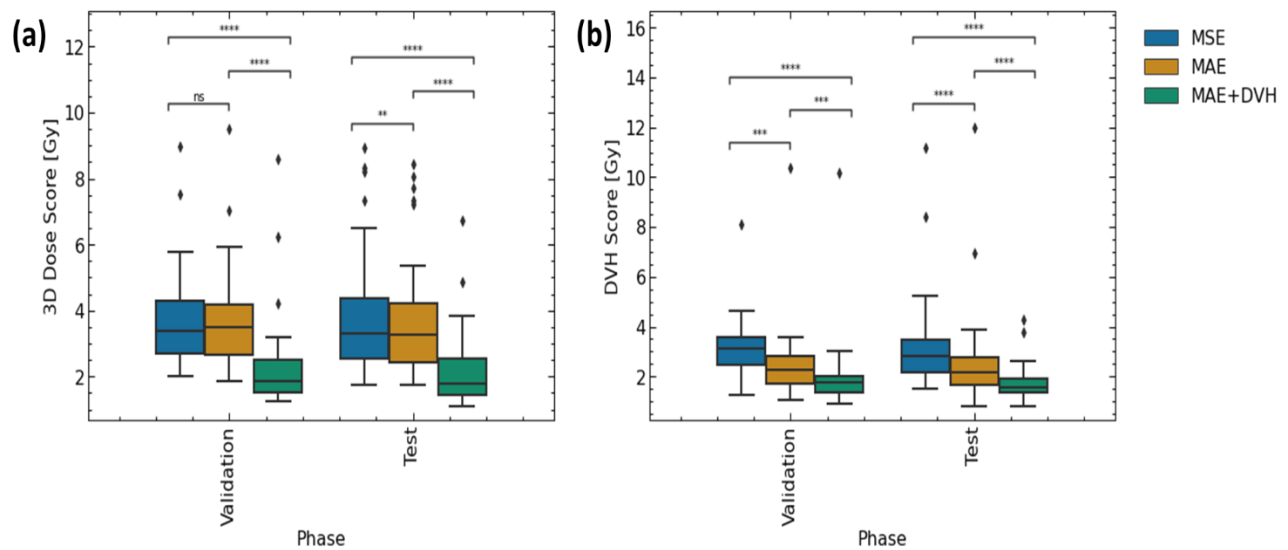 (a)
3D Dose Score [Gy]
12
10
8
6
4
2
****
****
ns
****
****
**
Validation
Test
Phase
(b)
DVH Score [Gy]
16
14
12
10
8
6
4
2
****
***
***
****
****
****
Validation
Test
Phase
MSE
MAE
MAE+DVH